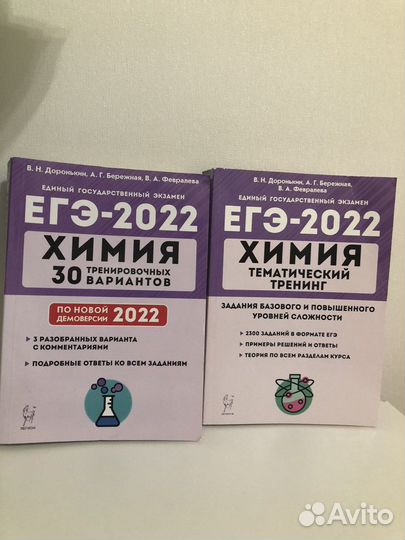 В. Н. Доронькин, А. Г. Бережная, В. А. Февралева
ЕДИНЫЙ ГОСУДАРСТВЕННЫЙ ЭКЗАМЕН
ЕГЭ-2022
ХИМИЯ
30 ТРЕНИРОВОЧНЫХ
ВАРИАНТОВ
ПО НОВОЙ
ДЕМОВЕРСИИ 2022
3 РАЗОБРАННЫХ ВАРИАНТА
С КОММЕНТАРИЯМИ
ПОДРОБНЫЕ ОТВЕТЫ КО ВСЕМ ЗАДАНИЯМ
ЛЕГИОН
В. Н. Доронькин, А. Г. Бережная,
В. А. Февралева
ЕДИНЫЙ ГОСУДАРСТВЕННЫЙ ЭКЗАМЕН
ЕГЭ-2022
ХИМИЯ
ТЕМАТИЧЕСКИЙ
ТРЕНИНГ
ЗАДАНИЯ БАЗОВОГО И ПОВЫШЕННОГО
УРОВНЕЙ СЛОЖНОСТИ
2300 ЗАДАНИЙ В ФОРМАТЕ ЕГЭ
ПРИМЕРЫ РЕШЕНИЙ И ОТВЕТЫ
ТЕОРИЯ ПО ВСЕМ РАЗДЕЛАМ КУРСА
ЛЕГИОН
Avito